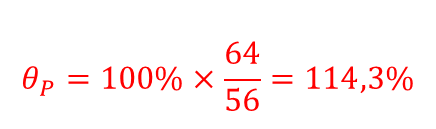 θ_P = 100% × 64/56 = 114,3%